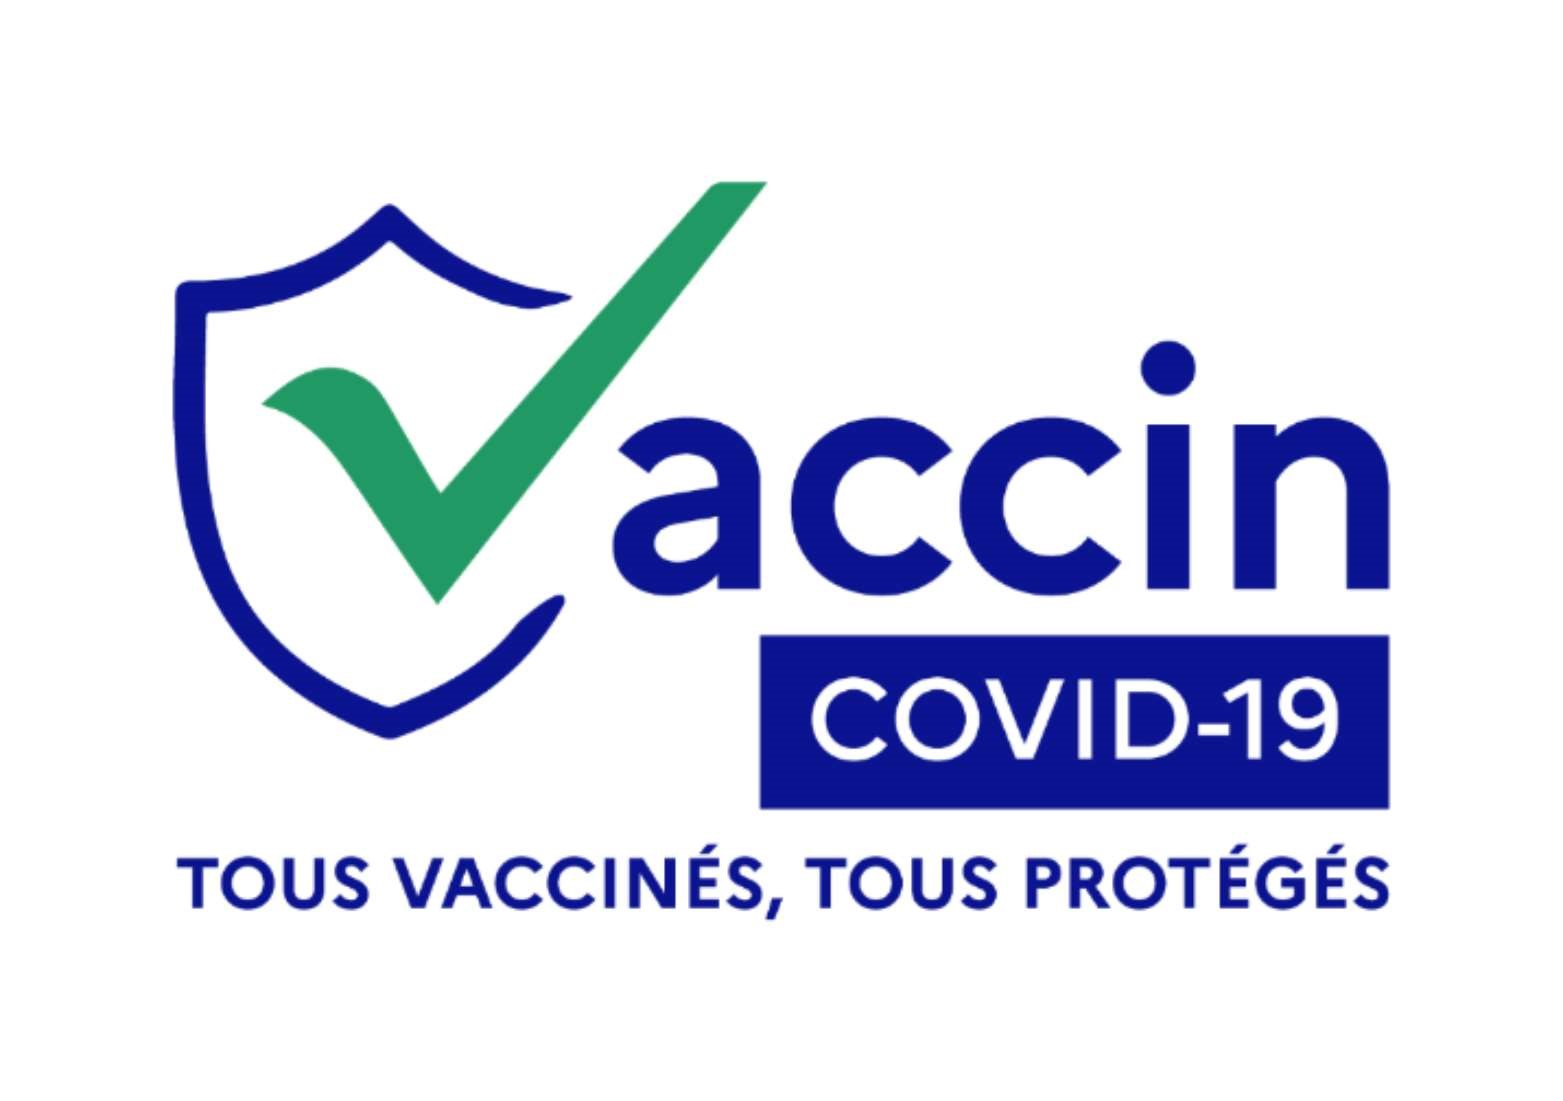 Vaccin
COVID-19
TOUS VACCINÉS, TOUS PROTÉGÉS